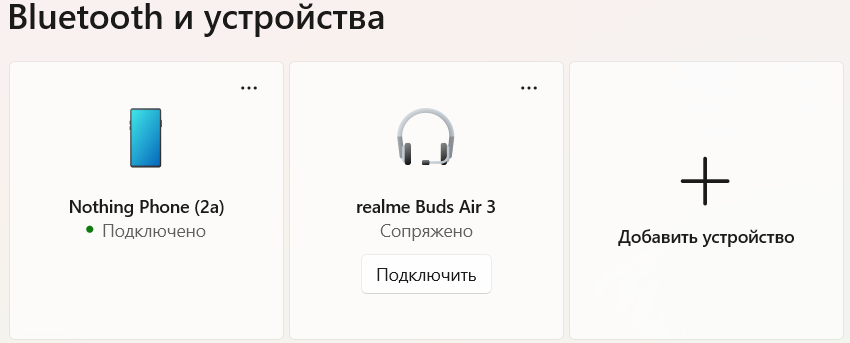 Bluetooth и устройства
Nothing Phone (2a)
Подключено
realme Buds Air 3
Сопряжено
Подключить
Добавить устройство